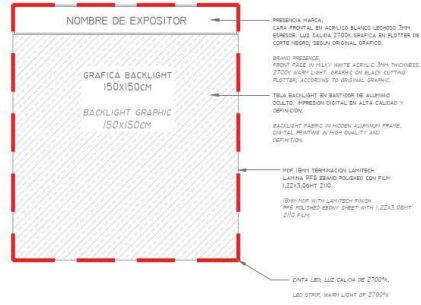 NOMBRE DE EXPOSITOR
GRAFICA BACKLIGHT
150X150CM
BACKLIGHT GRAPHIC
150X150CM
PRESENCIA MARCA.
CARA FRONTAL EN ACRILICO BLANCO LECHOSO 3MM
ESPESOR. LUZ CALIDA 2700K.GRAFICA EN PLOTTER DE
CORTE NEGRO, SEGUN ORIGINAL GRAFICO.
BRAND PRESENCE.
FRONT FACE IN MILKY WHITE ACRYLIC 3MM THICKNESS.
2700K WARM LIGHT. GRAPHIC ON BLACK CUTTING
PLOTTER, ACCORDING TO ORIGINAL GRAPHIC.
TELA BACKLIGHT EN BASTIDOR DE ALUMINIO
OCULTO. IMPRESION DIGITAL EN ALTA CALIDAD Y
DEFINICION.
BACKLIGHT FABRIC IN HIDDEN ALUMINUM FRAME.
DIGITAL PRINTING IN HIGH QUALITY AND
DEFINITION.
MDF 18MM TERMINACION LAMITECH
LAMINA PF8 EBANO POLISHED CON FILM
1,22X3,06MT 2110.
18MM MDF WITH LAMITECH FINISH
PF8 POLISHED EBONY SHEET WITH 1,22X3,06MT
2110 FILM.
CINTA LED, LUZ CALIDA DE 2700°K.
LED STRIP, WARM LIGHT OF 2700°K